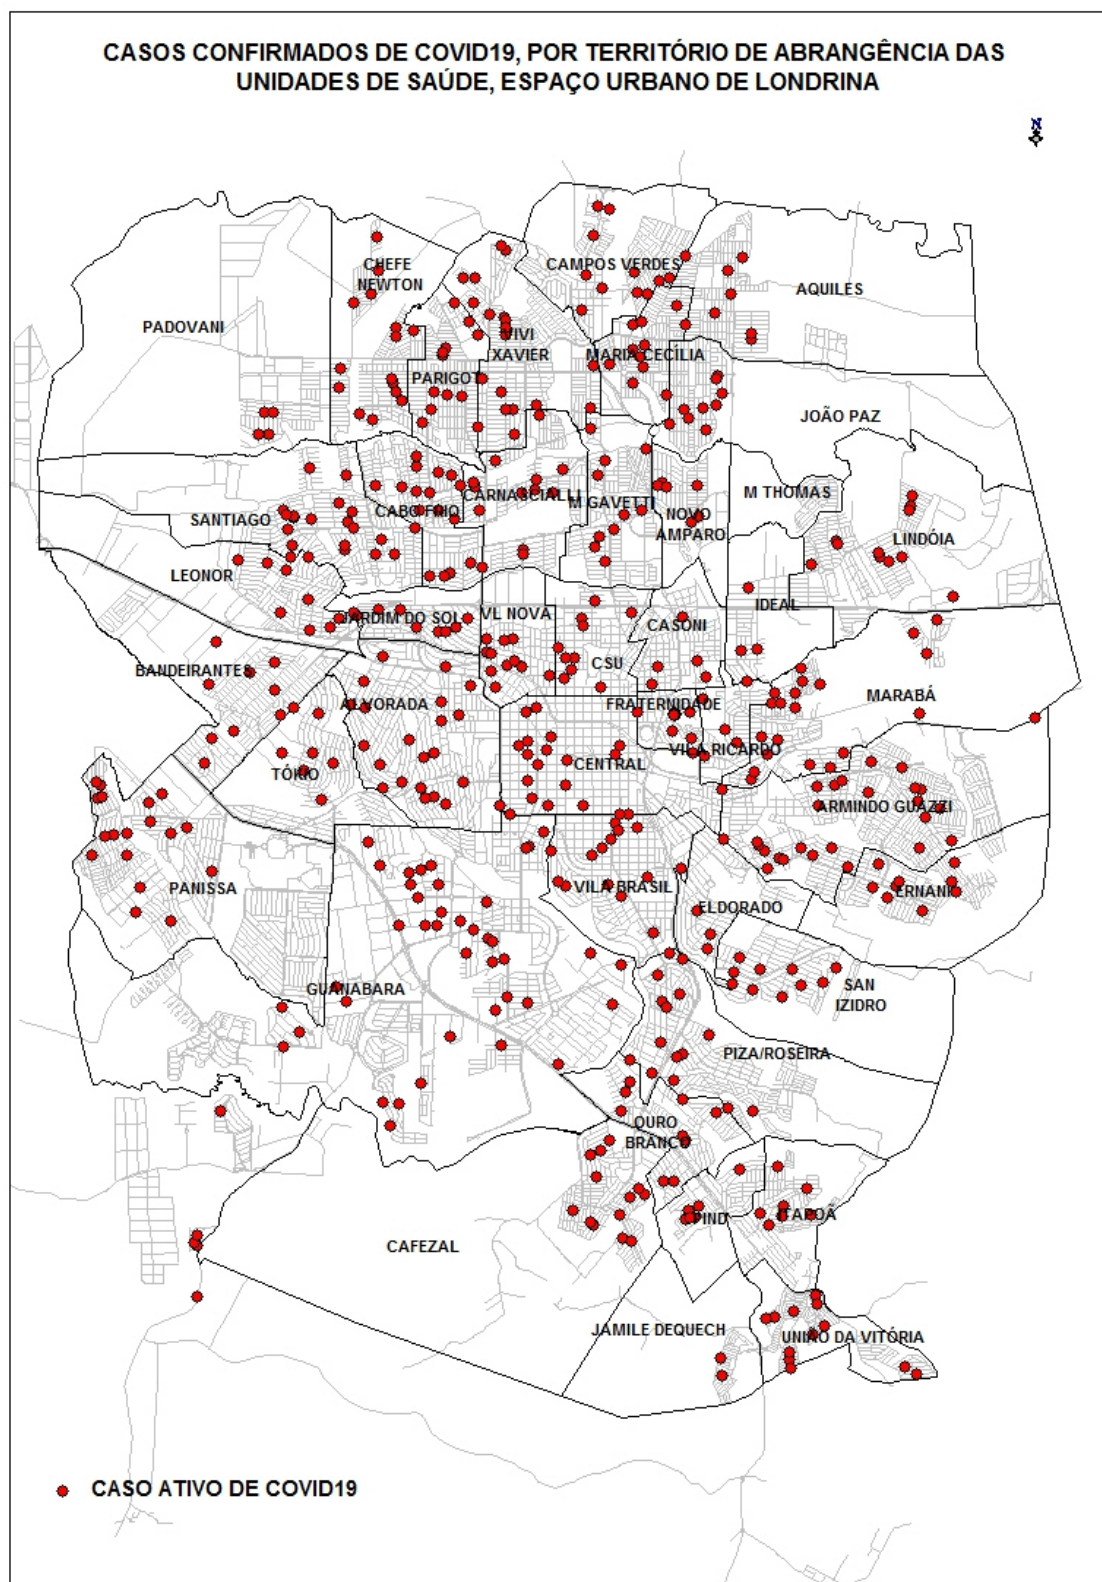 CASOS CONFIRMADOS DE COVID19, POR TERRITÓRIO DE ABRANGÊNCIA DAS
UNIDADES DE SAÚDE, ESPAÇO URBANO DE LONDRINA
N
CHEFE
NEWTON
CAMPOS VERDES
AQUILES
PADOVANI
VIVI
XAVIER
MARIA CECÍLIA
PARIGOT
JOÃO PAZ
SANTIAGO
CABO FRIO
CARNASCIALLI
M GAVETTI
NOVO
AMPARO
M THOMAS
LINDÓIA
LEONOR
JARDIM DO SOL
VL NOVA
CASONI
IDEAL
BANDEIRANTES
CSU
MARABÁ
ALVORADA
FRATERNIDADE
TÓKIO
CENTRAL
VILA RICARDO
ARMINDO GUAZZI
PANISSA
VILA BRASIL
ELDORADO
ERNANI
GUANABARA
SAN
IZIDRO
PIZA/ROSEIRA
OURO
BRANCO
CAFEZAL
PIND
ITAPOÃ
JAMILE DEQUECH
UNIÃO DA VITÓRIA
CASO ATIVO DE COVID19